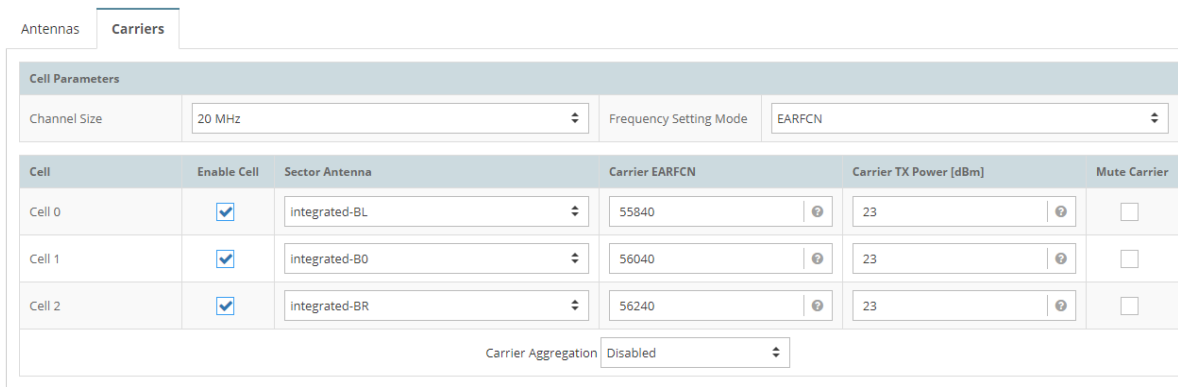 Antennas Carriers
Cell Parameters
Channel Size 20 MHz Frequency Setting Mode EARFCN
Cell Enable Cell Sector Antenna Carrier EARFCN Carrier TX Power [dBm] Mute Carrier
Cell 0 integrated-BL 55840 ? 23 ?
Cell 1 integrated-B0 56040 ? 23 ?
Cell 2 integrated-BR 56240 ? 23 ?
Carrier Aggregation Disabled